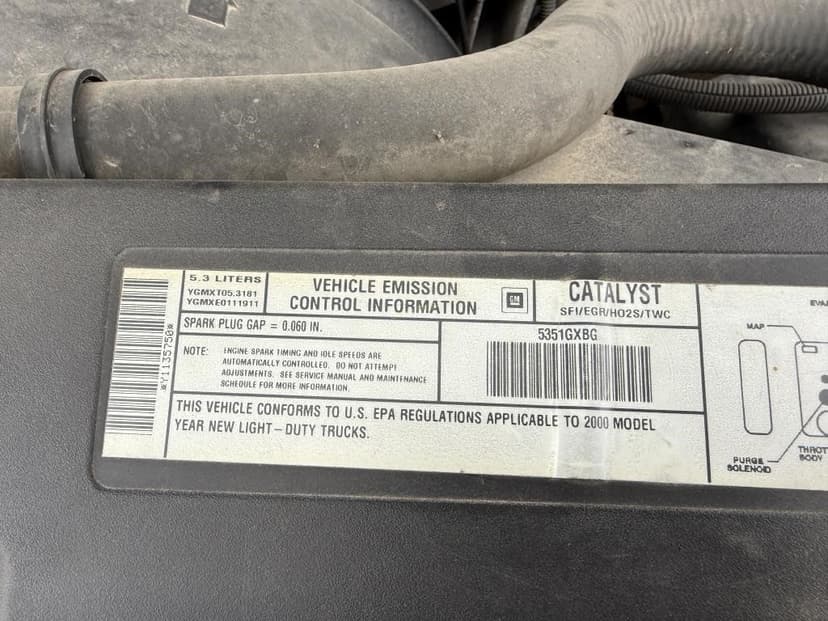 *Y1135750*
5.3 LITERS
YGMXT05.3181
YGMXE0111911
VEHICLE EMISSION
CONTROL INFORMATION
GM
CATALYST
SFI/EGR/HO2S/TWC
SPARK PLUG GAP = 0.060 IN.
NOTE: ENGINE SPARK TIMING AND IDLE SPEEDS ARE
AUTOMATICALLY CONTROLLED. DO NOT ATTEMPT
ADJUSTMENTS. SEE SERVICE MANUAL AND MAINTENANCE
SCHEDULE FOR MORE INFORMATION.
5351GXBG
THIS VEHICLE CONFORMS TO U.S. EPA REGULATIONS APPLICABLE TO 2000 MODEL
YEAR NEW LIGHT-DUTY TRUCKS.
MAP
PURGE
SOLENOID
BODY